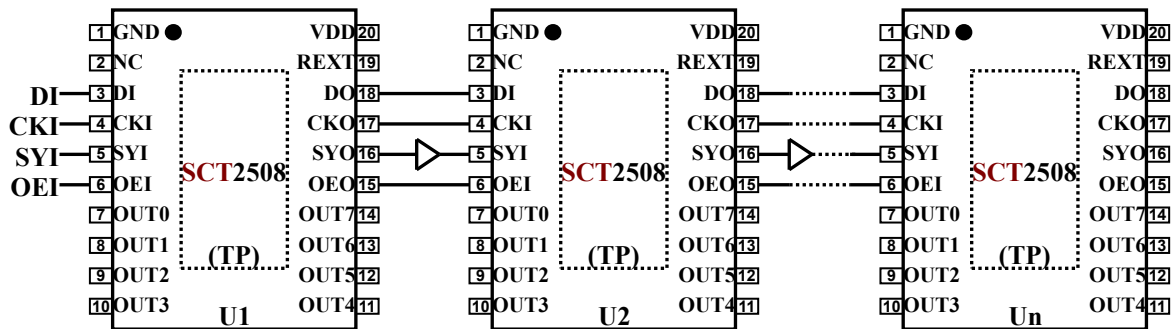 1 GND VDD 20 1 GND VDD 20 1 GND VDD 20
2 NC REXT 19 2 NC REXT 19 2 NC REXT 19
DI 3 DI DO 18 3 DI DO 18 3 DI DO 18
CKI 4 CKI CKO 17 4 CKI CKO 17 4 CKI CKO 17
SYI 5 SYI SYO 16 5 SYI SYO 16 5 SYI SYO 16
SCT2508 SCT2508 SCT2508
OEI 6 OEI OEO 15 6 OEI OEO 15 6 OEI OEO 15
7 OUT0 OUT7 14 7 OUT0 OUT7 14 7 OUT0 OUT7 14
8 OUT1 (TP) OUT6 13 8 OUT1 (TP) OUT6 13 8 OUT1 (TP) OUT6 13
9 OUT2 OUT5 12 9 OUT2 OUT5 12 9 OUT2 OUT5 12
10 OUT3 OUT4 11 10 OUT3 OUT4 11 10 OUT3 OUT4 11
U1 U2 Un